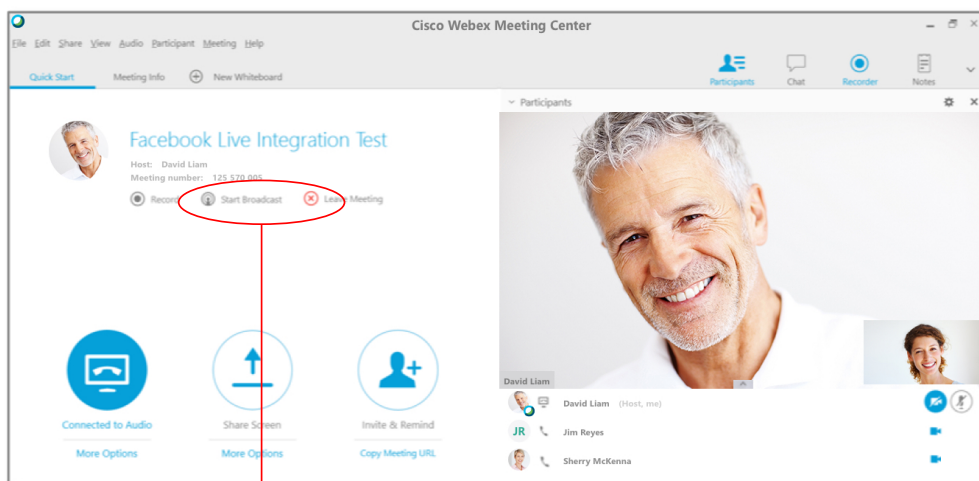 Cisco Webex Meeting Center
File Edit Share View Audio Participant Meeting Help
Quick Start Meeting Info New Whiteboard
Participants Chat Recorder Notes
Participants
Facebook Live Integration Test
Host: David Liam
Meeting number: 125 570 005
Record Start Broadcast Leave Meeting
David Liam
David Liam (Host, me)
JR Jim Reyes
Sherry McKenna
Connected to Audio Share Screen Invite & Remind
More Options More Options Copy Meeting URL